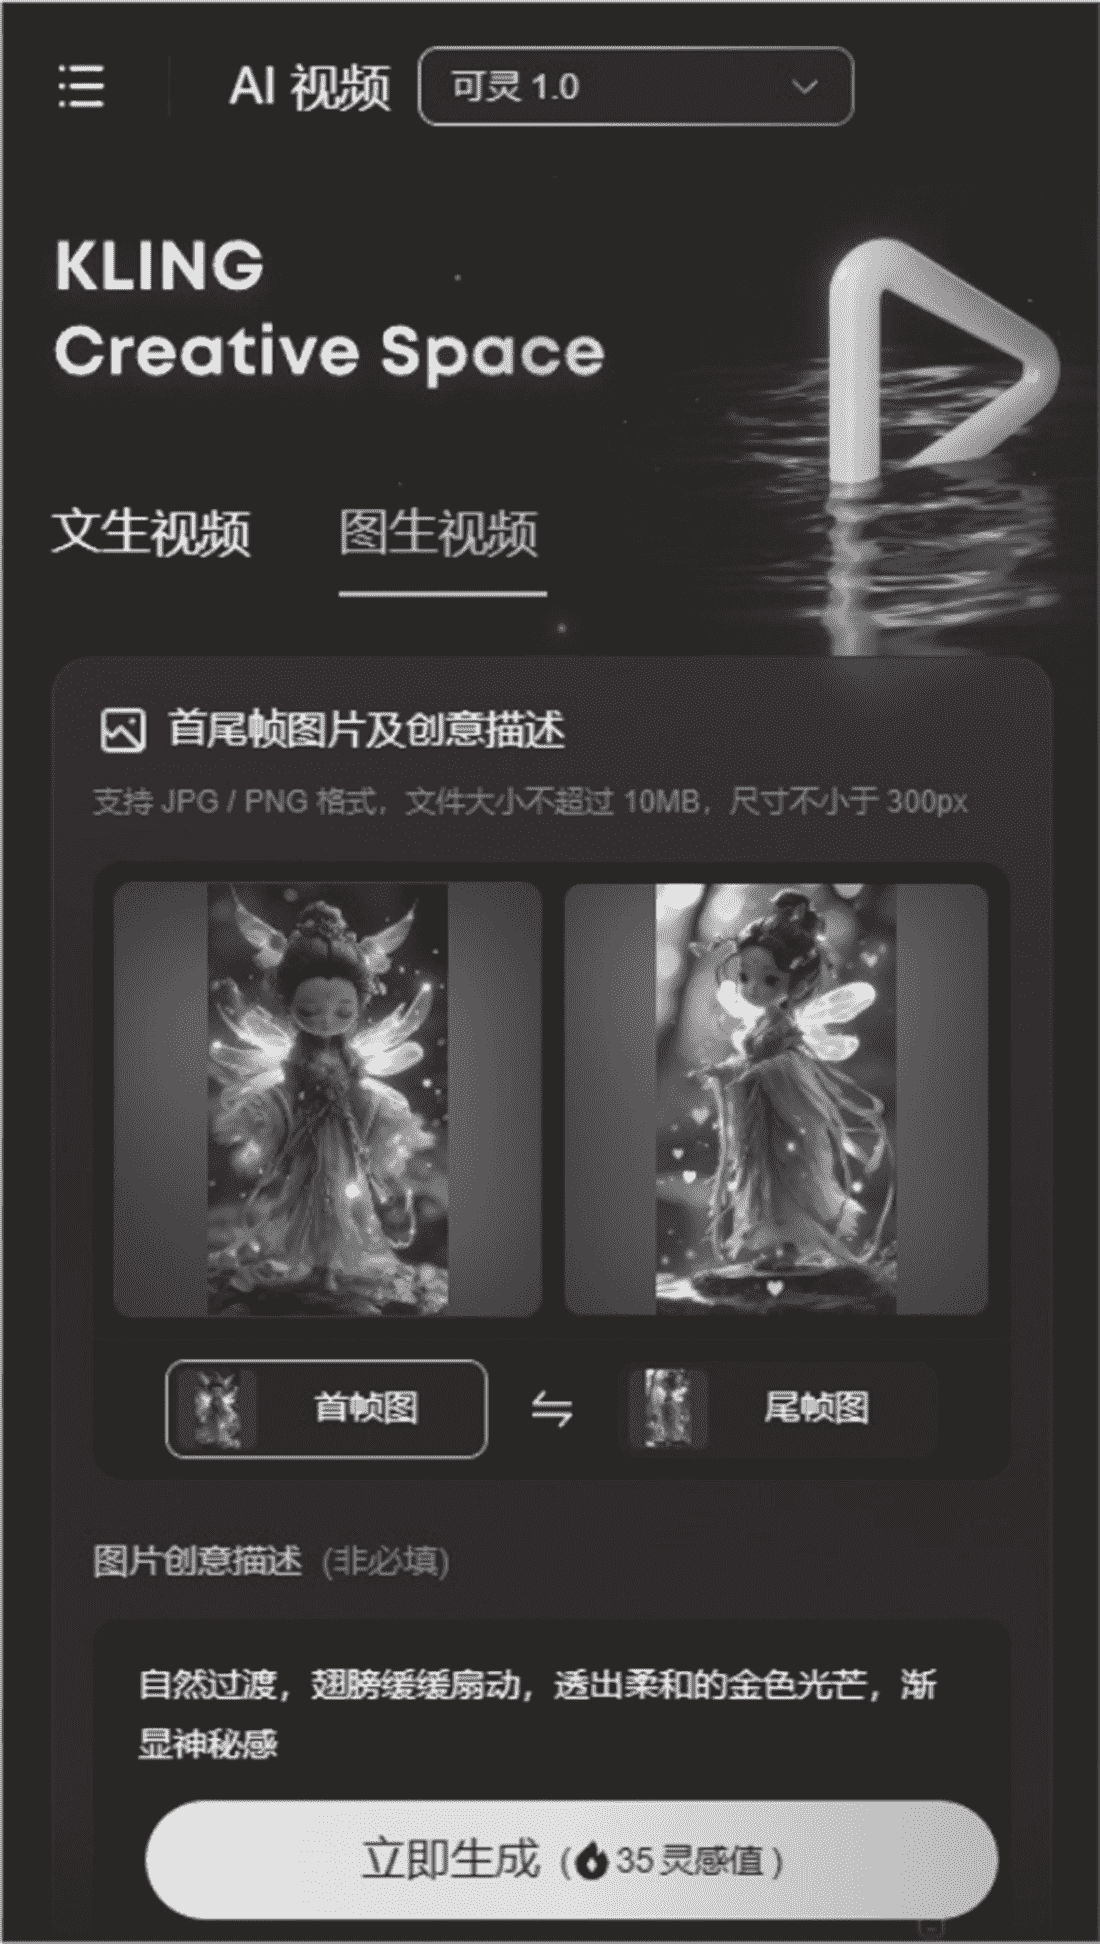 AI 视频 可灵 1.0
KLING
Creative Space
文生视频 图生视频
首尾帧图片及创意描述
支持 JPG / PNG 格式，文件大小不超过 10MB，尺寸不小于 300px
首帧图 尾帧图
图片创意描述 (非必填)
自然过渡，翅膀缓缓扇动，透出柔和的金色光芒，渐
显神秘感
立即生成 (35 灵感值)